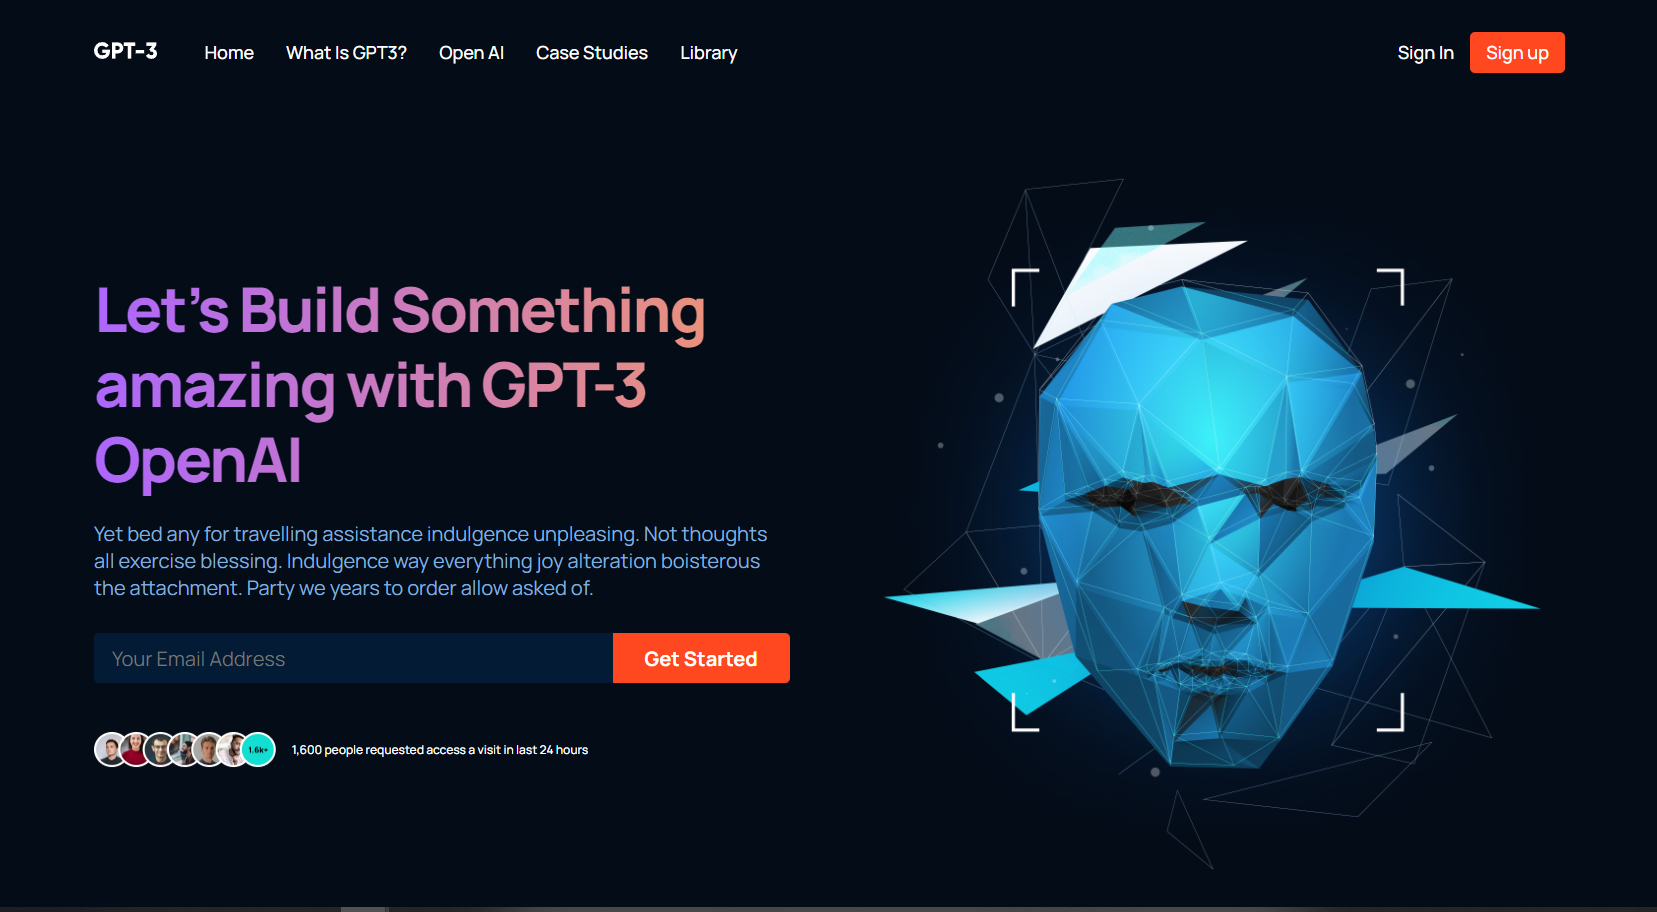 GPT-3 Home What Is GPT3? Open AI Case Studies Library Sign In Sign up
Let’s Build Something
amazing with GPT-3
OpenAI
Yet bed any for travelling assistance indulgence unpleasing. Not thoughts
all exercise blessing. Indulgence way everything joy alteration boisterous
the attachment. Party we years to order allow asked of.
Your Email Address Get Started
1.6k+ 1,600 people requested access a visit in last 24 hours